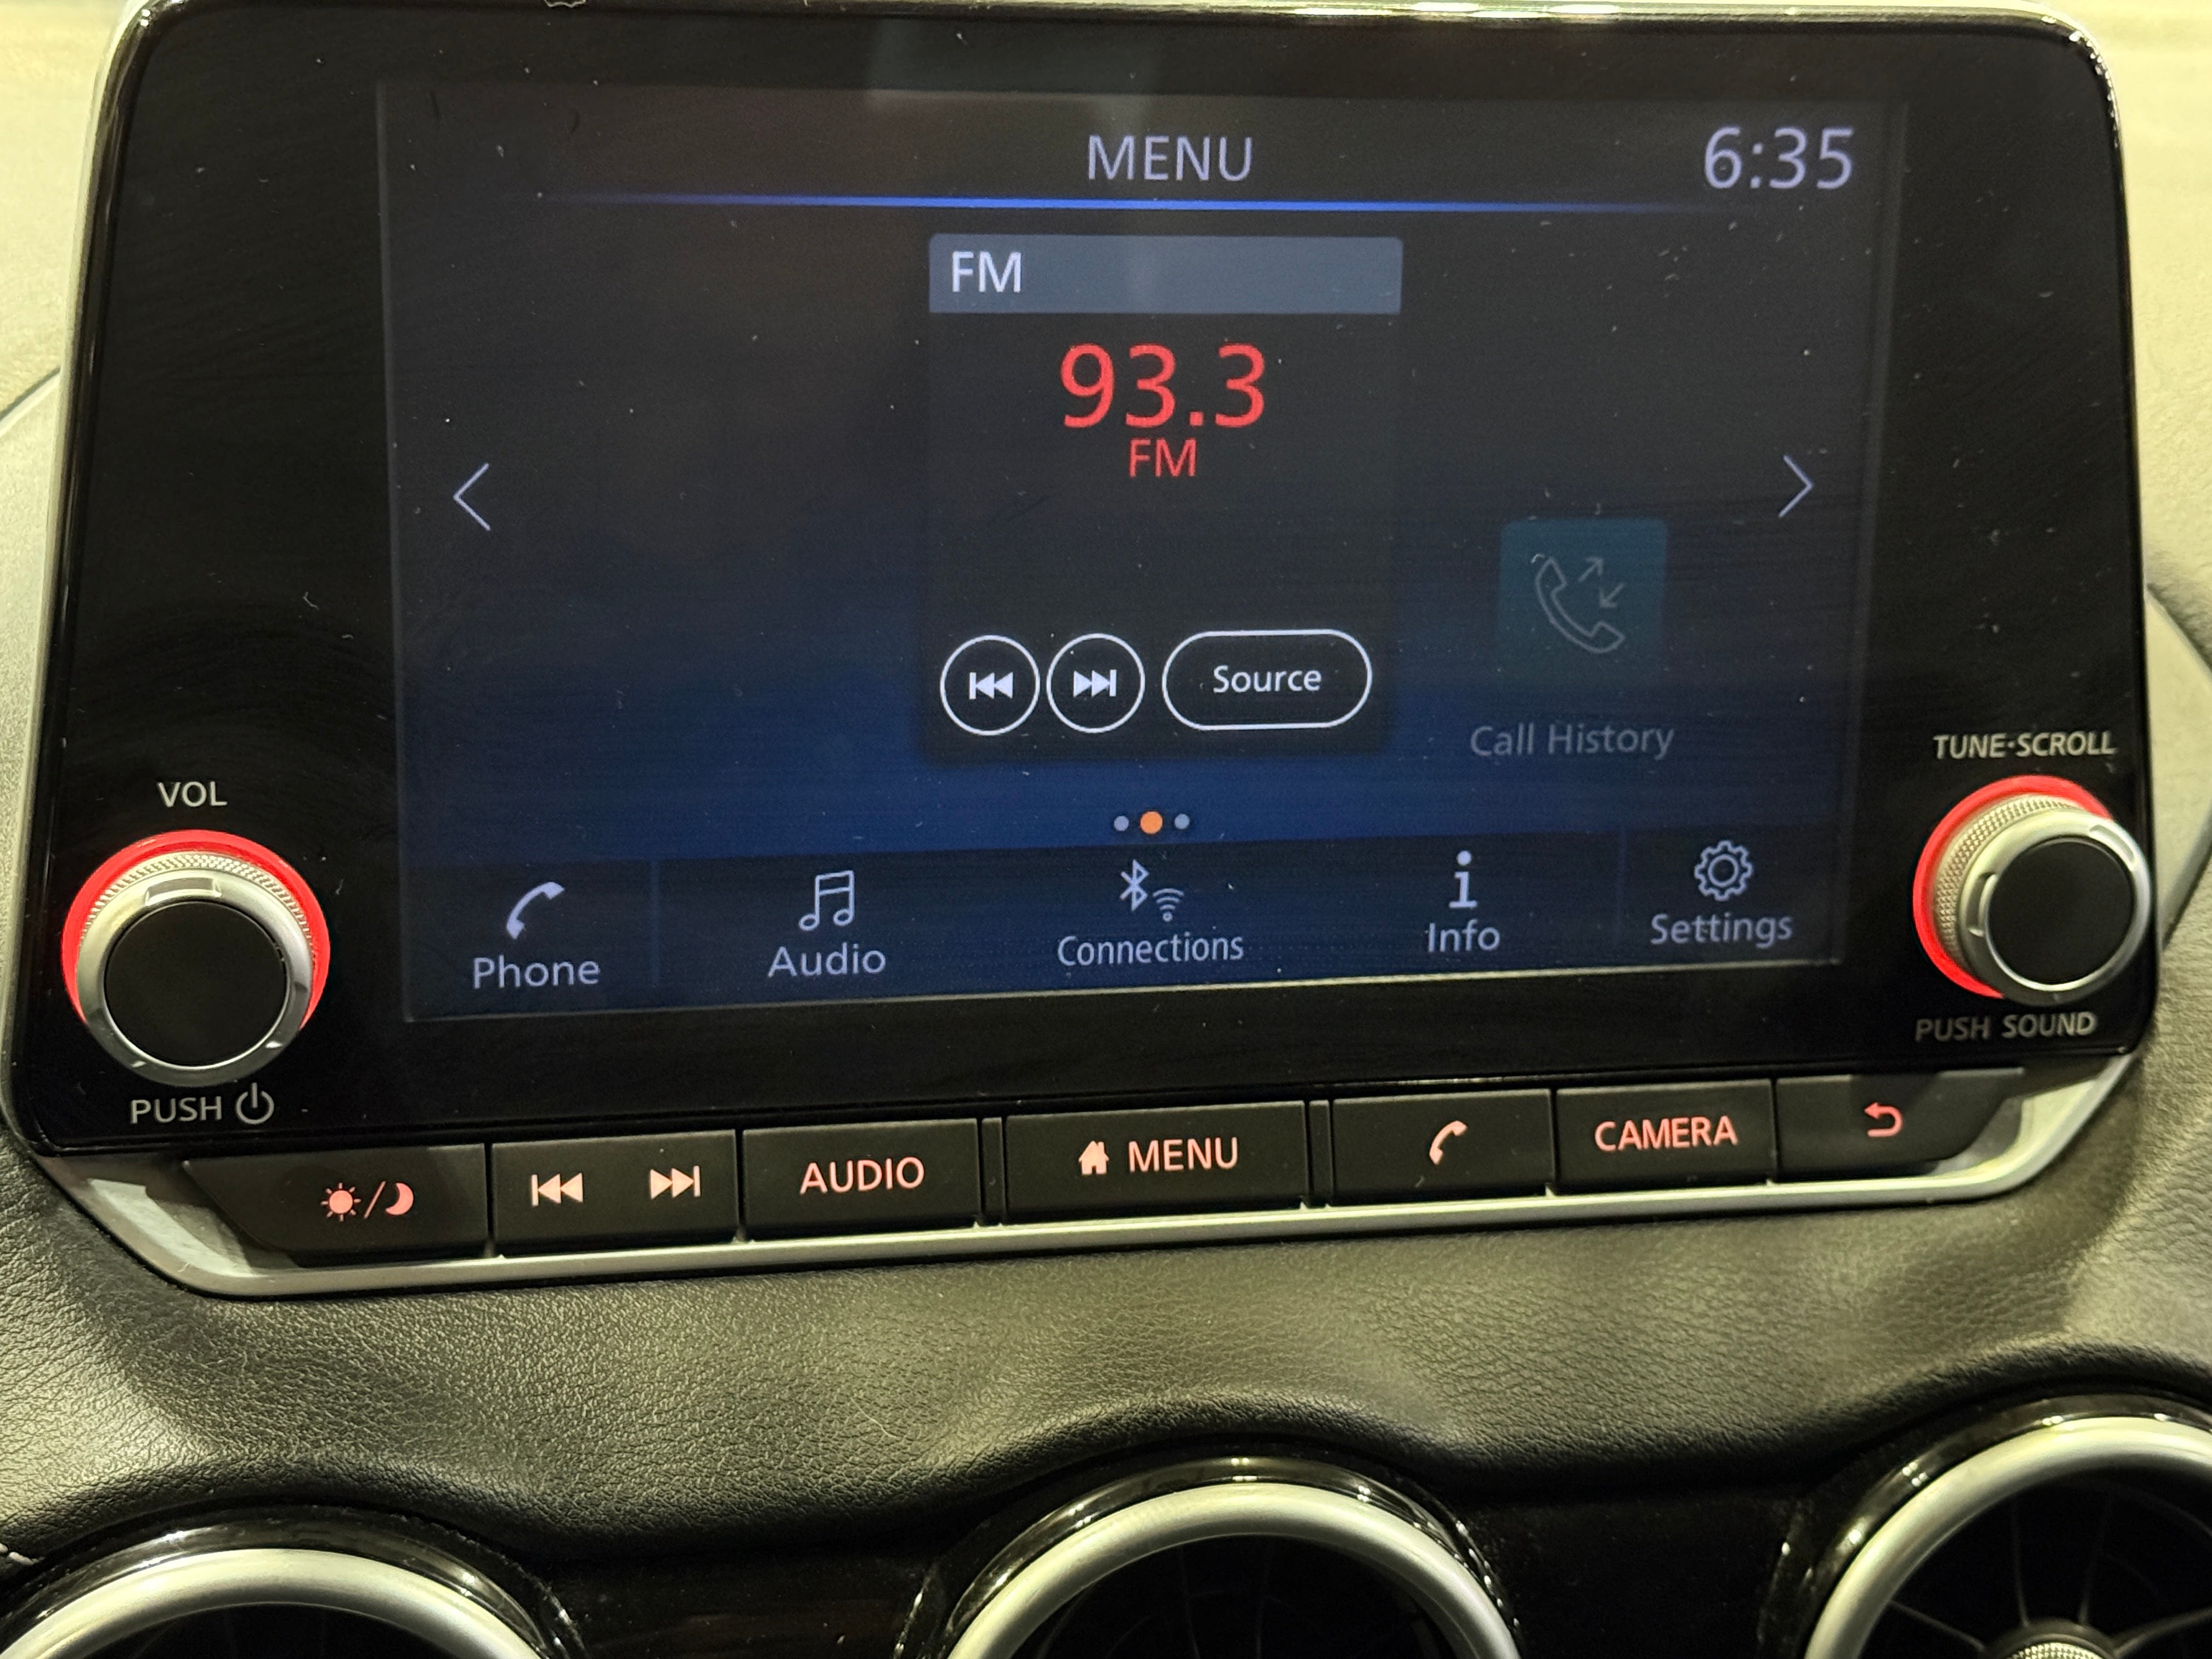 MENU
6:35
FM
93.3
FM
Source
Call History
VOL
TUNE·SCROLL
Phone
Audio
Connections
Info
Settings
PUSH
PUSH SOUND
AUDIO
MENU
CAMERA